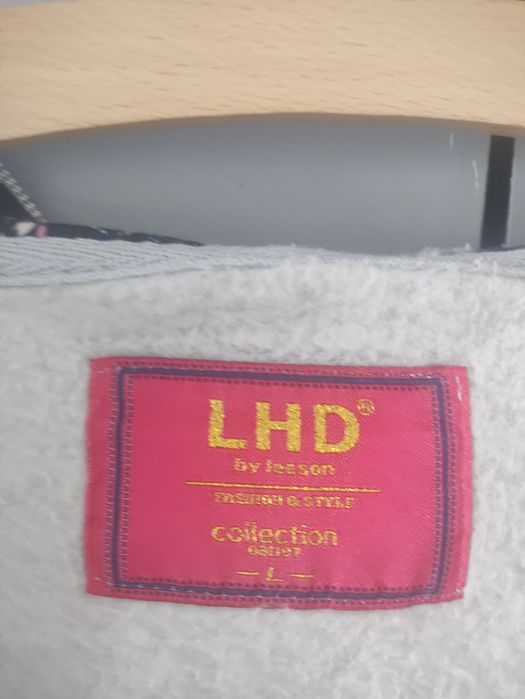 LHD®
by leeson
FASHION & STYLE
collection
- L -